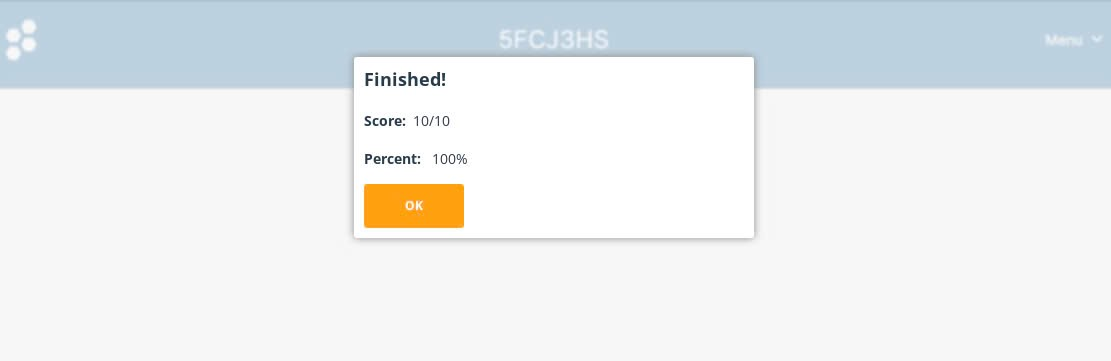 5FCJ3HS
Menu
Finished!
Score: 10/10
Percent: 100%
OK